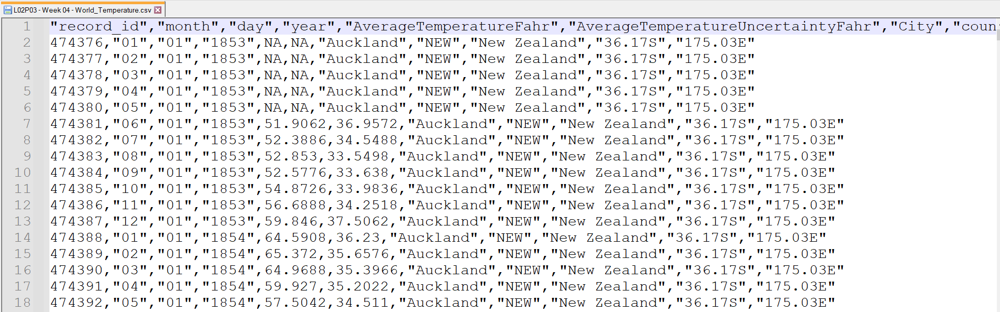 L02P03 - Week 04 - World_Temperature.csv
1 "record_id","month","day","year","AverageTemperatureFahr","AverageTemperatureUncertaintyFahr","City","coun
2 474376,"01","01","1853",NA,NA,"Auckland","NEW","New Zealand","36.17S","175.03E"
3 474377,"02","01","1853",NA,NA,"Auckland","NEW","New Zealand","36.17S","175.03E"
4 474378,"03","01","1853",NA,NA,"Auckland","NEW","New Zealand","36.17S","175.03E"
5 474379,"04","01","1853",NA,NA,"Auckland","NEW","New Zealand","36.17S","175.03E"
6 474380,"05","01","1853",NA,NA,"Auckland","NEW","New Zealand","36.17S","175.03E"
7 474381,"06","01","1853",51.9062,36.9572,"Auckland","NEW","New Zealand","36.17S","175.03E"
8 474382,"07","01","1853",52.3886,34.5488,"Auckland","NEW","New Zealand","36.17S","175.03E"
9 474383,"08","01","1853",52.853,33.5498,"Auckland","NEW","New Zealand","36.17S","175.03E"
10 474384,"09","01","1853",52.5776,33.638,"Auckland","NEW","New Zealand","36.17S","175.03E"
11 474385,"10","01","1853",54.8726,33.9836,"Auckland","NEW","New Zealand","36.17S","175.03E"
12 474386,"11","01","1853",56.6888,34.2518,"Auckland","NEW","New Zealand","36.17S","175.03E"
13 474387,"12","01","1853",59.846,37.5062,"Auckland","NEW","New Zealand","36.17S","175.03E"
14 474388,"01","01","1854",64.5908,36.23,"Auckland","NEW","New Zealand","36.17S","175.03E"
15 474389,"02","01","1854",65.372,35.6576,"Auckland","NEW","New Zealand","36.17S","175.03E"
16 474390,"03","01","1854",64.9688,35.3966,"Auckland","NEW","New Zealand","36.17S","175.03E"
17 474391,"04","01","1854",59.927,35.2022,"Auckland","NEW","New Zealand","36.17S","175.03E"
18 474392,"05","01","1854",57.5042,34.511,"Auckland","NEW","New Zealand","36.17S","175.03E"